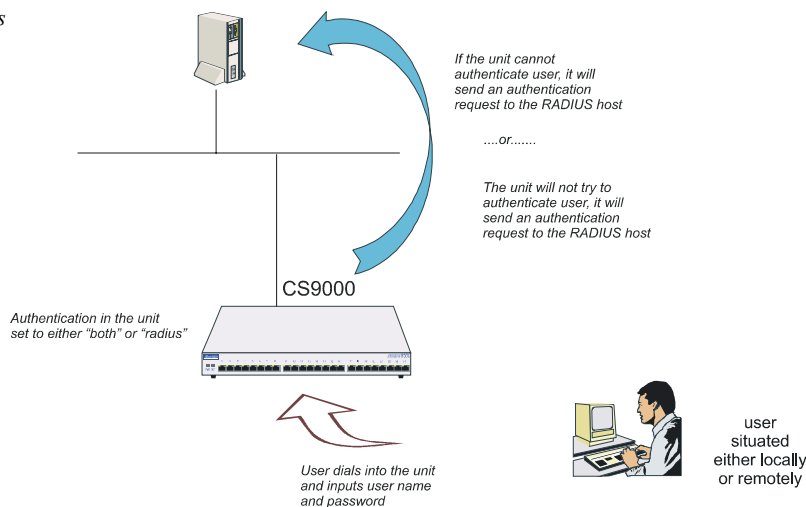 s
If the unit cannot
authenticate user, it will
send an authentication
request to the RADIUS host
....or.......
The unit will not try to
authenticate user, it will
send an authentication
request to the RADIUS host
CS9000
Authentication in the unit
set to either “both” or “radius”
User dials into the unit
and inputs user name
and password
user
situated
either locally
or remotely